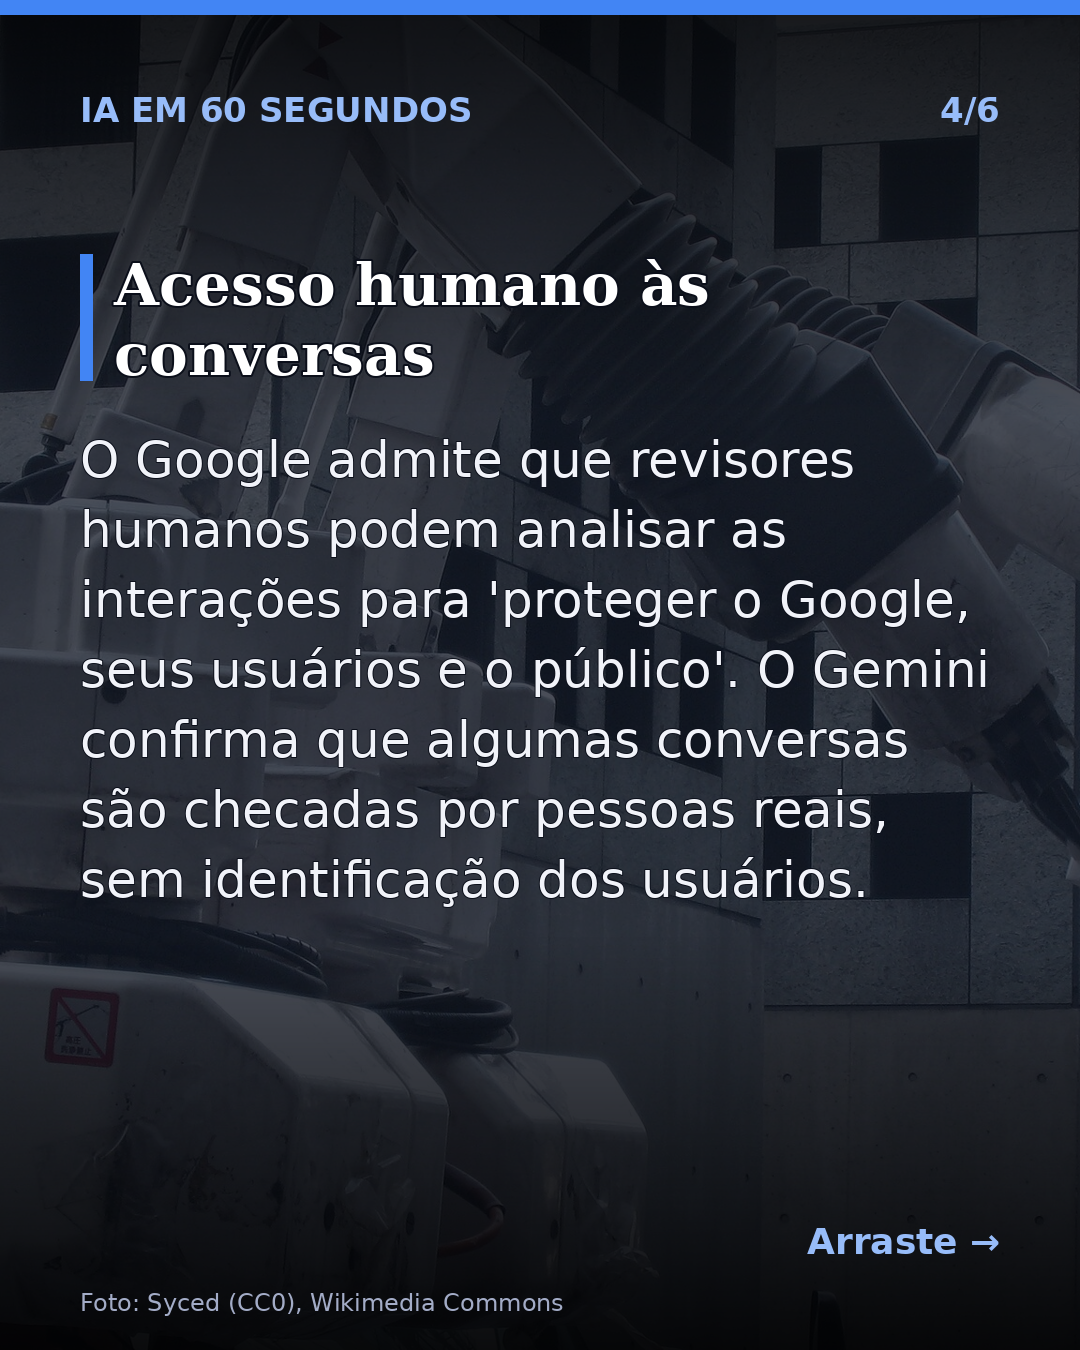 IA EM 60 SEGUNDOS
4/6
Acesso humano às
conversas
O Google admite que revisores
humanos podem analisar as
interações para 'proteger o Google,
seus usuários e o público'. O Gemini
confirma que algumas conversas
são checadas por pessoas reais,
sem identificação dos usuários.
Arraste →
Foto: Syced (CC0), Wikimedia Commons